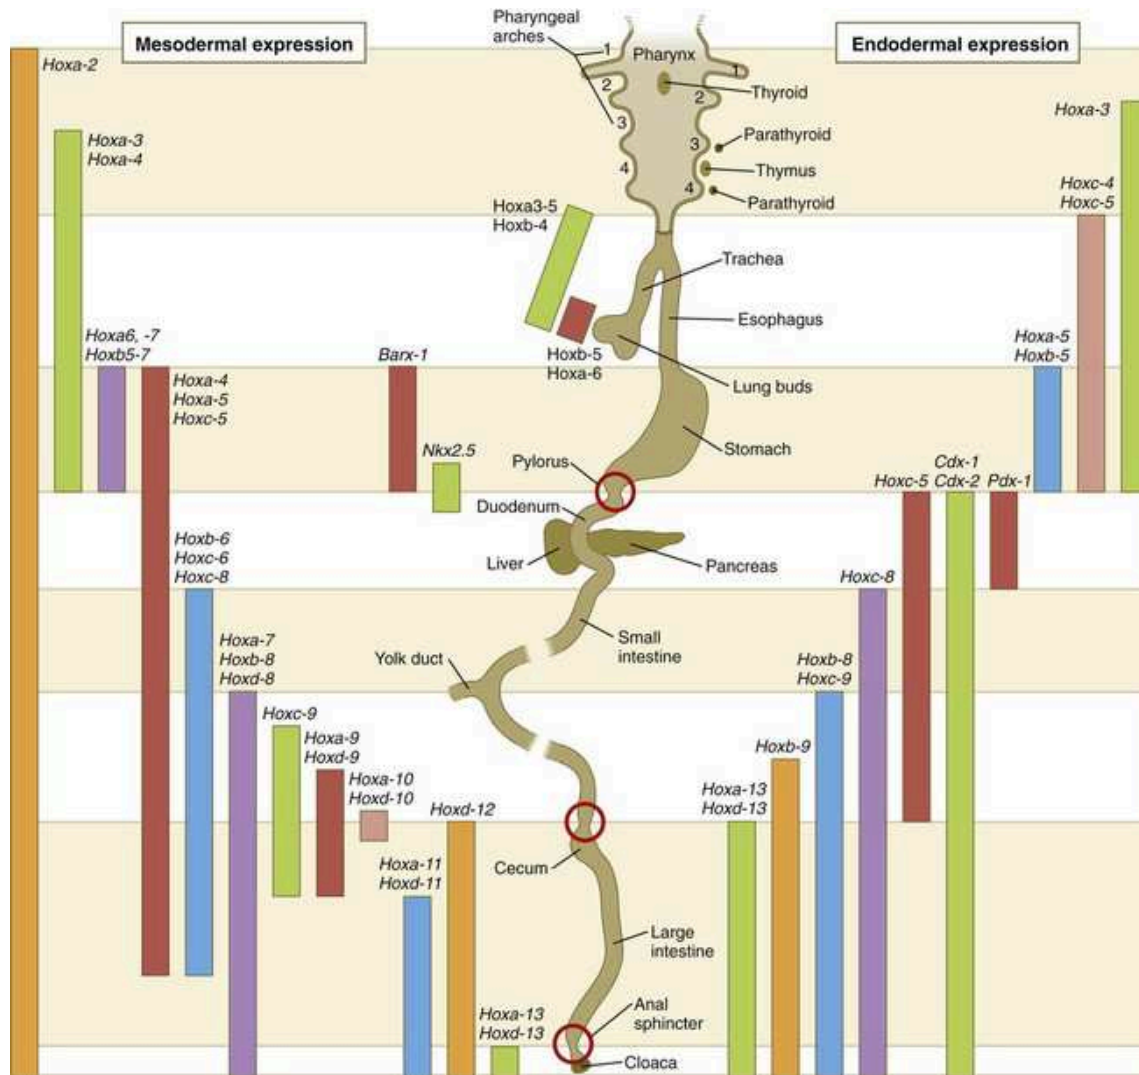 Mesodermal expression
Pharyngeal
arches
Endodermal expression
1
Pharynx
1
Hoxa-2
2
2
Thyroid
Hoxa-3
3
Hoxa-3
Hoxa-4
3
Parathyroid
4
Thymus
4
Parathyroid
Hoxc-4
Hoxc-5
Hoxa3-5
Hoxb-4
Trachea
Esophagus
Hoxa6, -7
Hoxb5-7
Barx-1
Hoxb-5
Hoxa-6
Hoxa-5
Hoxb-5
Hoxa-4
Hoxa-5
Hoxc-5
Lung buds
Nkx2.5
Stomach
Pylorus
Hoxc-5
Cdx-1
Cdx-2
Pdx-1
Duodenum
Liver
Pancreas
Hoxb-6
Hoxc-6
Hoxc-8
Hoxc-8
Hoxa-7
Hoxb-8
Hoxd-8
Small
intestine
Yolk duct
Hoxb-8
Hoxc-9
Hoxc-9
Hoxa-9
Hoxd-9
Hoxb-9
Hoxa-10
Hoxd-10
Hoxa-13
Hoxd-13
Hoxd-12
Cecum
Hoxa-11
Hoxd-11
Large
intestine
Hoxa-13
Hoxd-13
Anal
sphincter
Cloaca